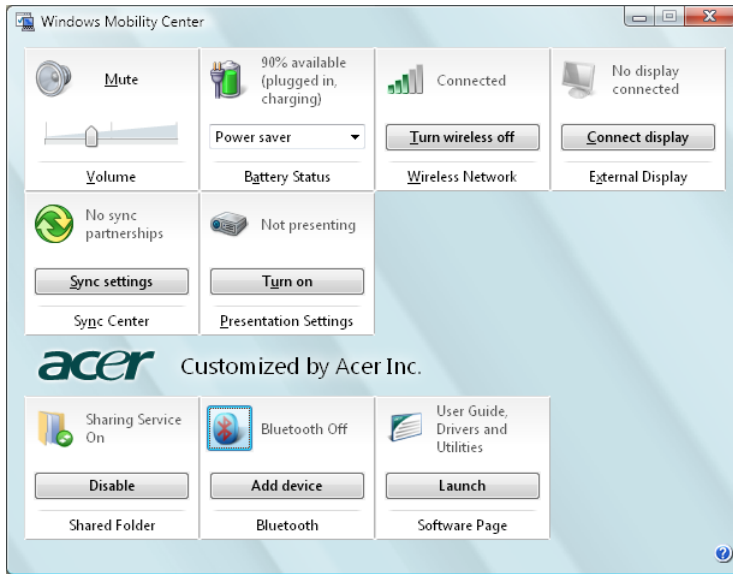 Windows Mobility Center
Mute
Volume
90% available
(plugged in,
charging)
Power saver
Battery Status
Connected
Turn wireless off
Wireless Network
No display
connected
Connect display
External Display
No sync
partnerships
Sync settings
Sync Center
Not presenting
Turn on
Presentation Settings
acer Customized by Acer Inc.
Sharing Service
On
Disable
Shared Folder
Bluetooth Off
Add device
Bluetooth
User Guide,
Drivers and
Utilities
Launch
Software Page
?